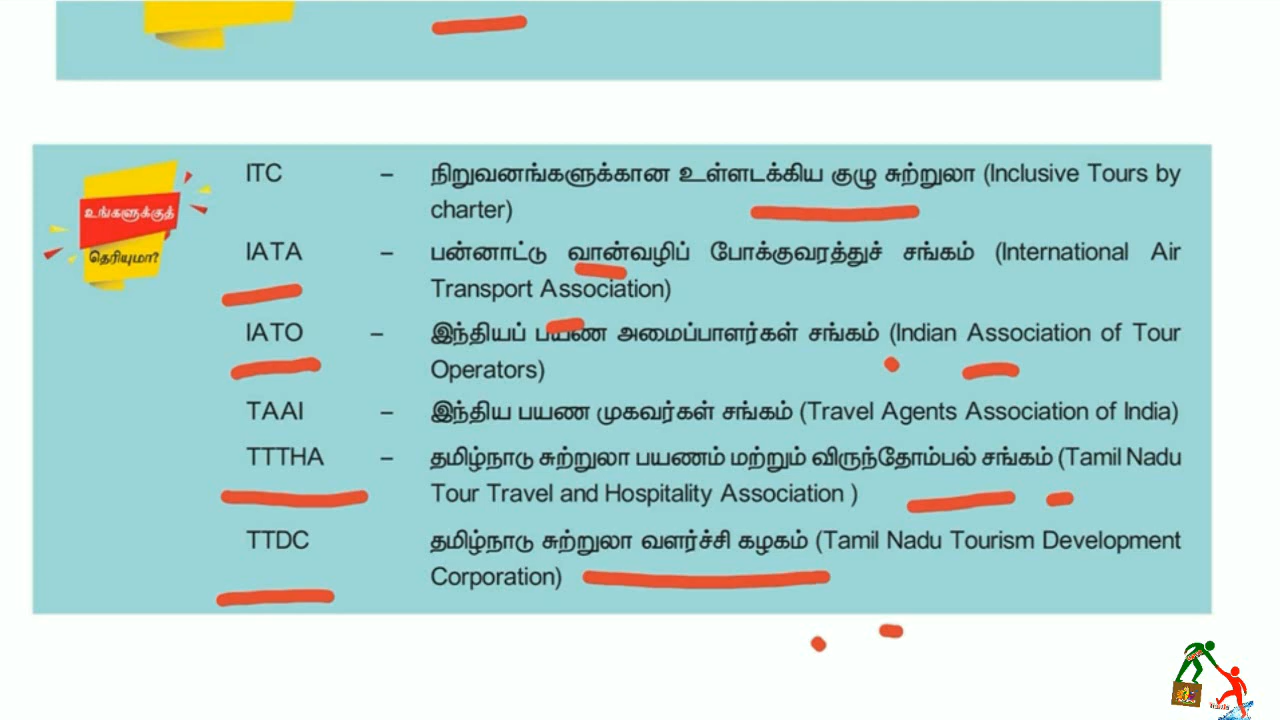 உங்களுக்குத்
தெரியுமா?
ITC – நிறுவனங்களுக்கான உள்ளடக்கிய குழு சுற்றுலா (Inclusive Tours by
charter)
IATA – பன்னாட்டு வான்வழிப் போக்குவரத்துச் சங்கம் (International Air
Transport Association)
IATO – இந்தியப் பயண அமைப்பாளர்கள் சங்கம் (Indian Association of Tour
Operators)
TAAI – இந்திய பயண முகவர்கள் சங்கம் (Travel Agents Association of India)
TTTHA – தமிழ்நாடு சுற்றுலா பயணம் மற்றும் விருந்தோம்பல் சங்கம் (Tamil Nadu
Tour Travel and Hospitality Association )
TTDC தமிழ்நாடு சுற்றுலா வளர்ச்சி கழகம் (Tamil Nadu Tourism Development
Corporation)